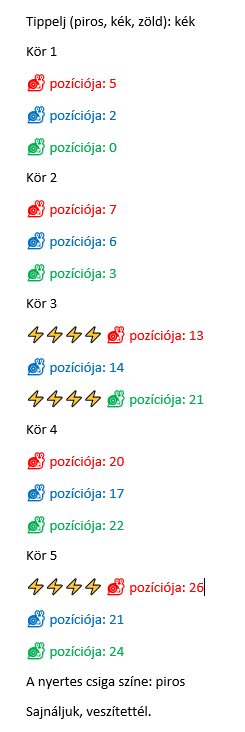 Tippelj (piros, kék, zöld): kék
Kör 1
🐌 pozíciója: 5
🐌 pozíciója: 2
🐌 pozíciója: 0
Kör 2
🐌 pozíciója: 7
🐌 pozíciója: 6
🐌 pozíciója: 3
Kör 3
⚡⚡⚡⚡ 🐌 pozíciója: 13
🐌 pozíciója: 14
⚡⚡⚡⚡ 🐌 pozíciója: 21
Kör 4
🐌 pozíciója: 20
🐌 pozíciója: 17
🐌 pozíciója: 22
Kör 5
⚡⚡⚡⚡ 🐌 pozíciója: 26
🐌 pozíciója: 21
🐌 pozíciója: 24
A nyertes csiga színe: piros
Sajnáljuk, veszítettél.